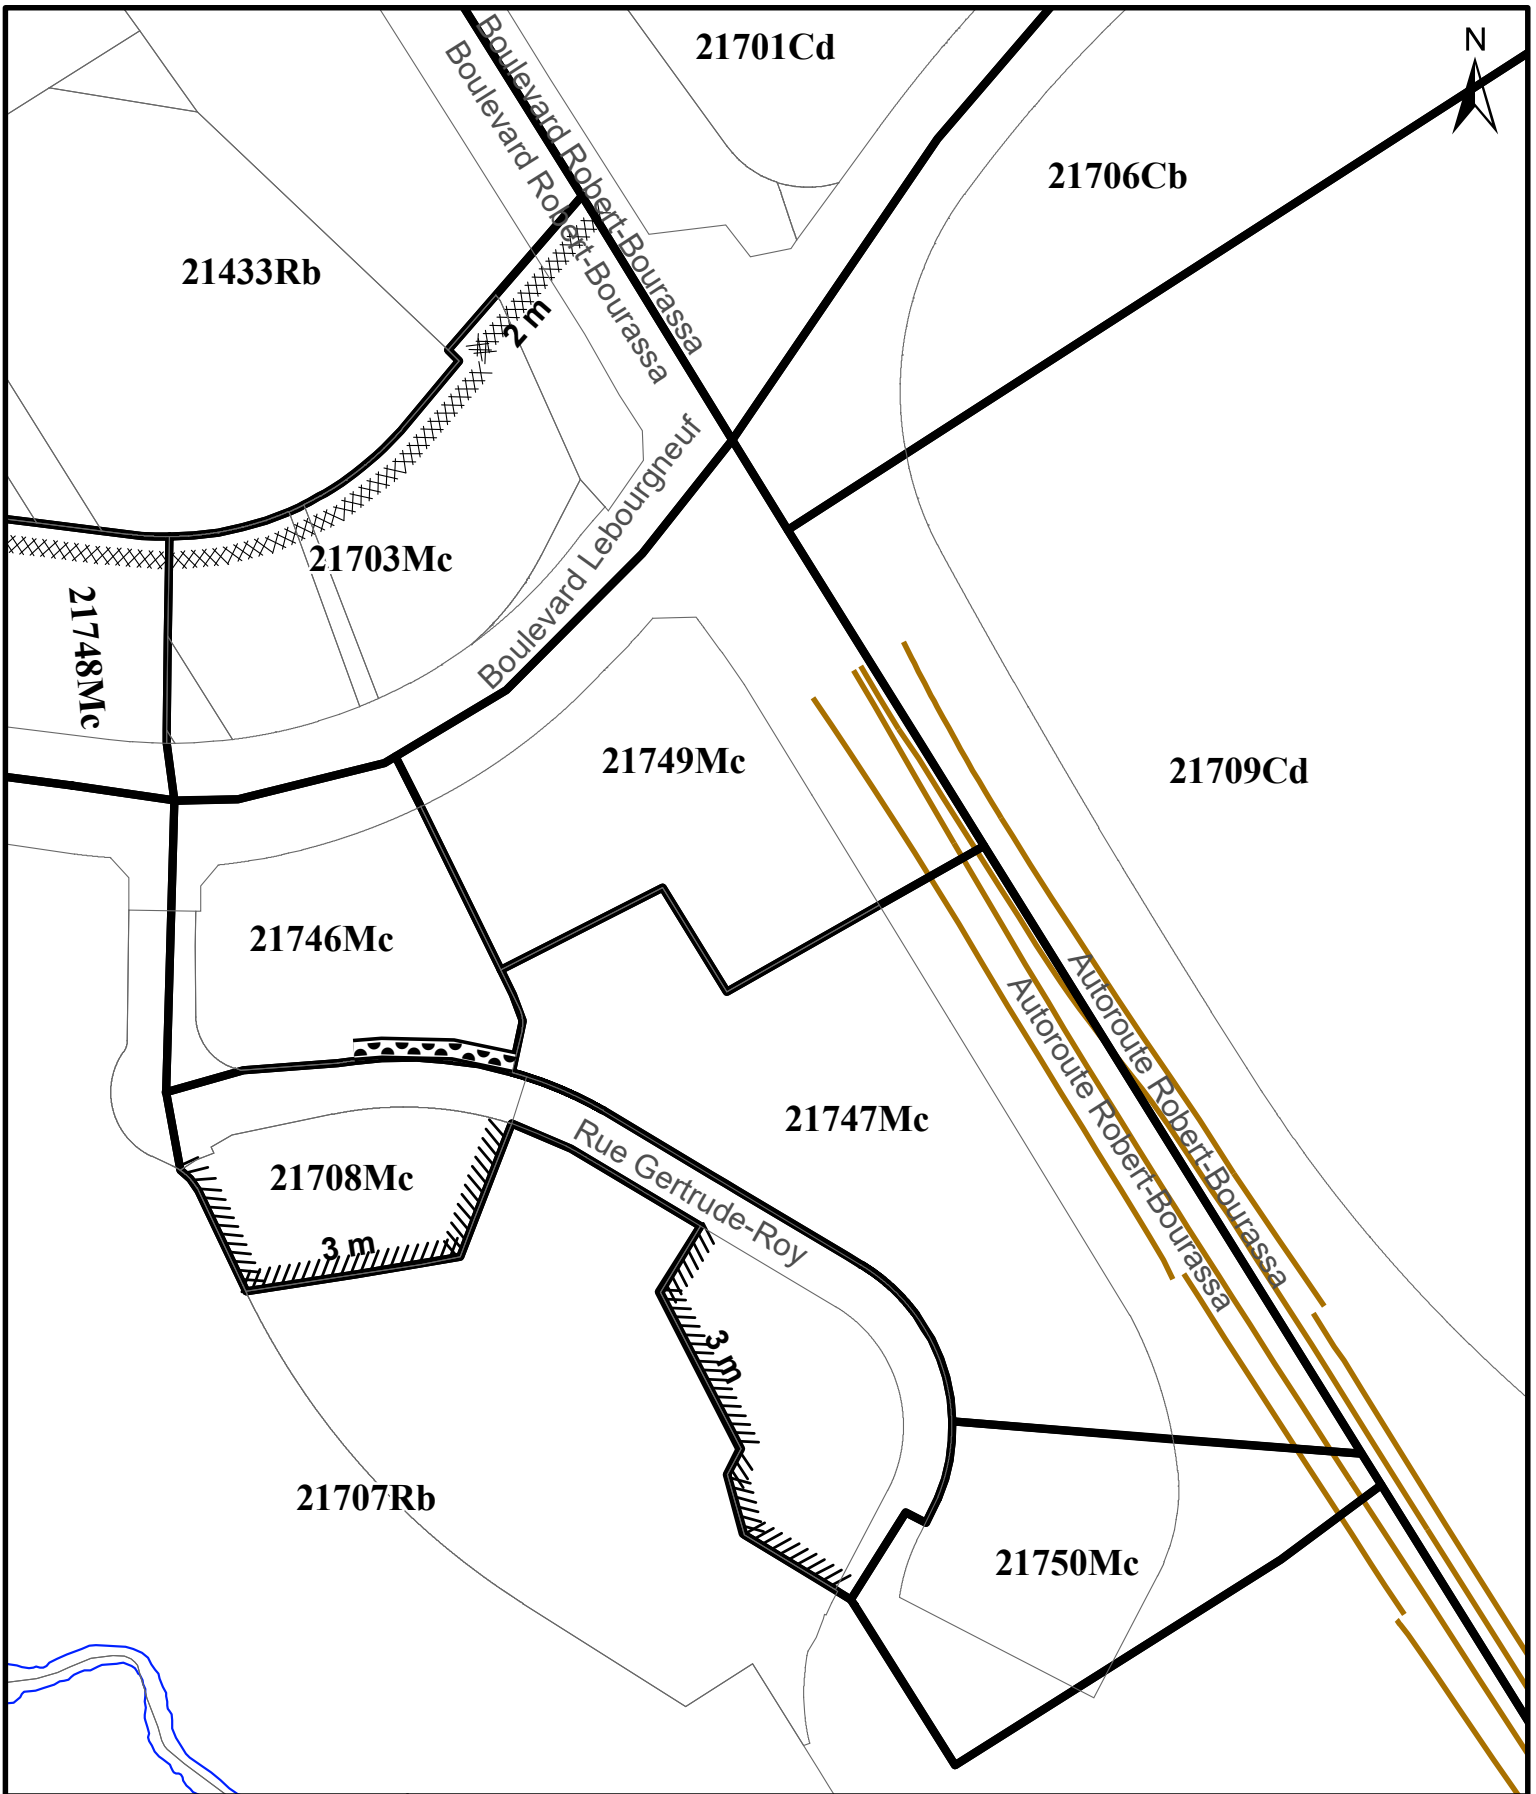 21701Cd
N
Boulevard Robert-Bourassa
Boulevard Robert-Bourassa
21706Cb
21433Rb
2 m
Boulevard Lebourgneuf
21703Mc
21748Mc
21749Mc
21709Cd
21746Mc
Autoroute Robert-Bourassa
Autoroute Robert-Bourassa
21747Mc
Rue Gertrude-Roy
21708Mc
3 m
3 m
21707Rb
21750Mc